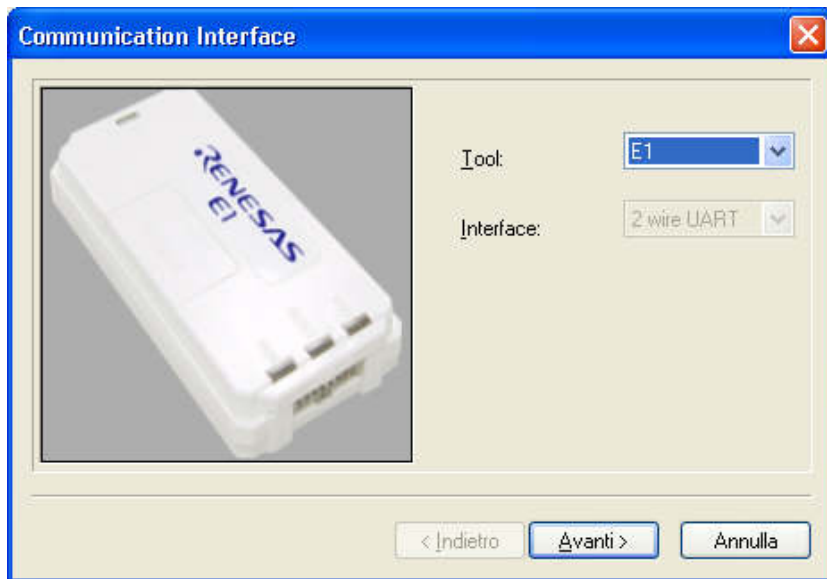 Communication Interface
RENESAS
E1
Tool:
E1
Interface:
2 wire UART
< Indietro
Avanti >
Annulla